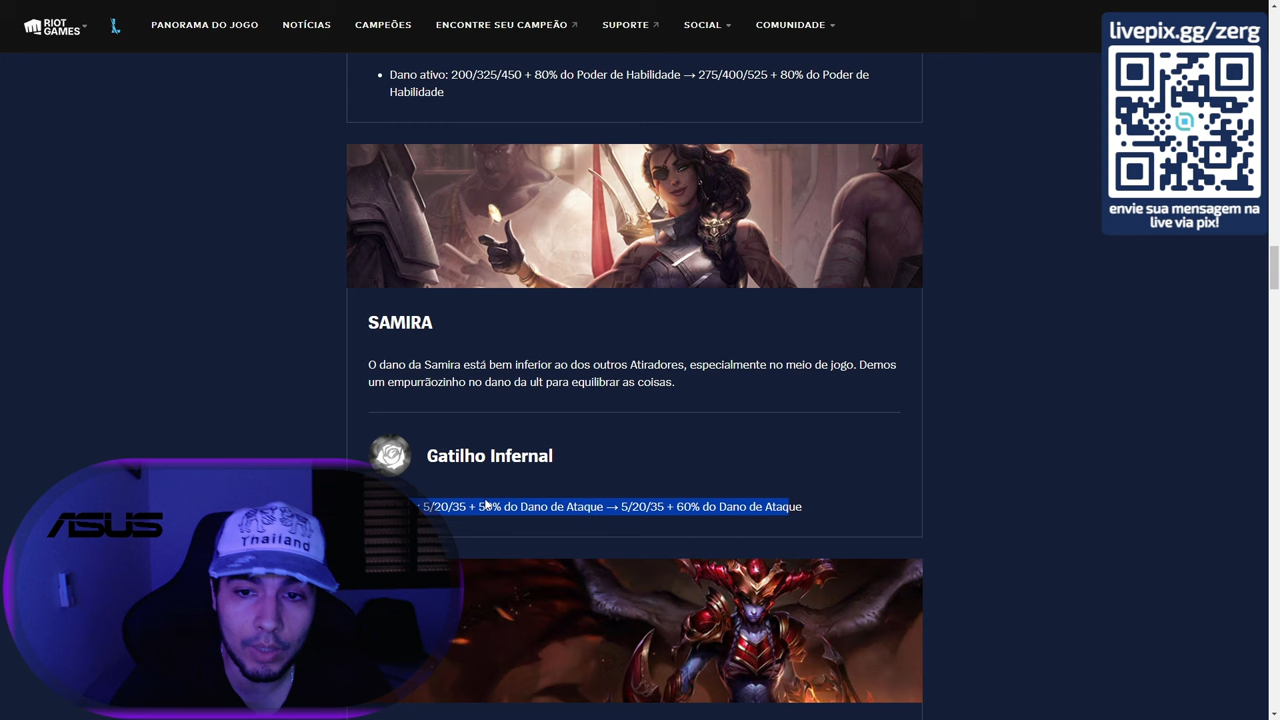 RIOT
GAMES
PANORAMA DO JOGO
NOTÍCIAS
CAMPEÕES
ENCONTRE SEU CAMPEÃO
SUPORTE
SOCIAL
COMUNIDADE
livepix.gg/zerg
envie sua mensagem na
live via pix!
Dano ativo: 200/325/450 + 80% do Poder de Habilidade → 275/400/525 + 80% do Poder de
Habilidade
SAMIRA
O dano da Samira está bem inferior ao dos outros Atiradores, especialmente no meio de jogo. Demos
um empurrãozinho no dano da ult para equilibrar as coisas.
Gatilho Infernal
: 5/20/35 + 50% do Dano de Ataque → 5/20/35 + 60% do Dano de Ataque
ASUS
Thailand